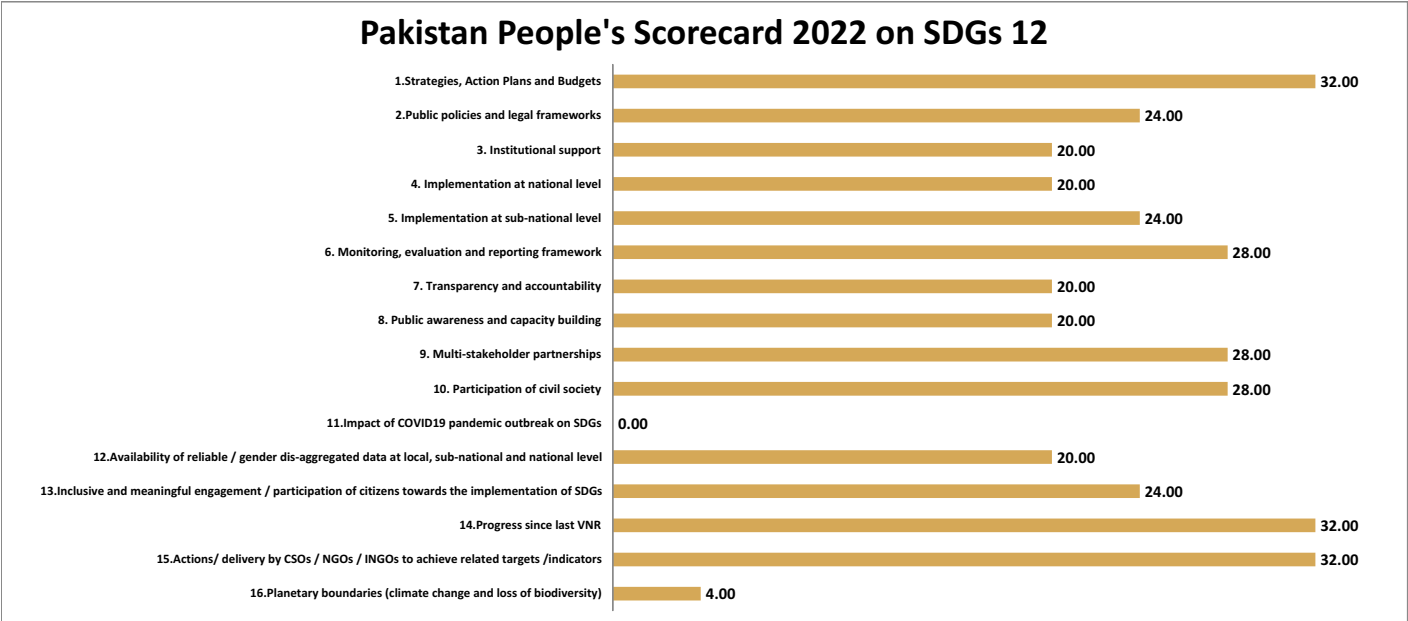 Pakistan People's Scorecard 2022 on SDGs 12
1.Strategies, Action Plans and Budgets 32.00
2.Public policies and legal frameworks 24.00
3. Institutional support 20.00
4. Implementation at national level 20.00
5. Implementation at sub-national level 24.00
6. Monitoring, evaluation and reporting framework 28.00
7. Transparency and accountability 20.00
8. Public awareness and capacity building 20.00
9. Multi-stakeholder partnerships 28.00
10. Participation of civil society 28.00
11.Impact of COVID19 pandemic outbreak on SDGs 0.00
12.Availability of reliable / gender dis-aggregated data at local, sub-national and national level 20.00
13.Inclusive and meaningful engagement / participation of citizens towards the implementation of SDGs 24.00
14.Progress since last VNR 32.00
15.Actions/ delivery by CSOs / NGOs / INGOs to achieve related targets /indicators 32.00
16.Planetary boundaries (climate change and loss of biodiversity) 4.00